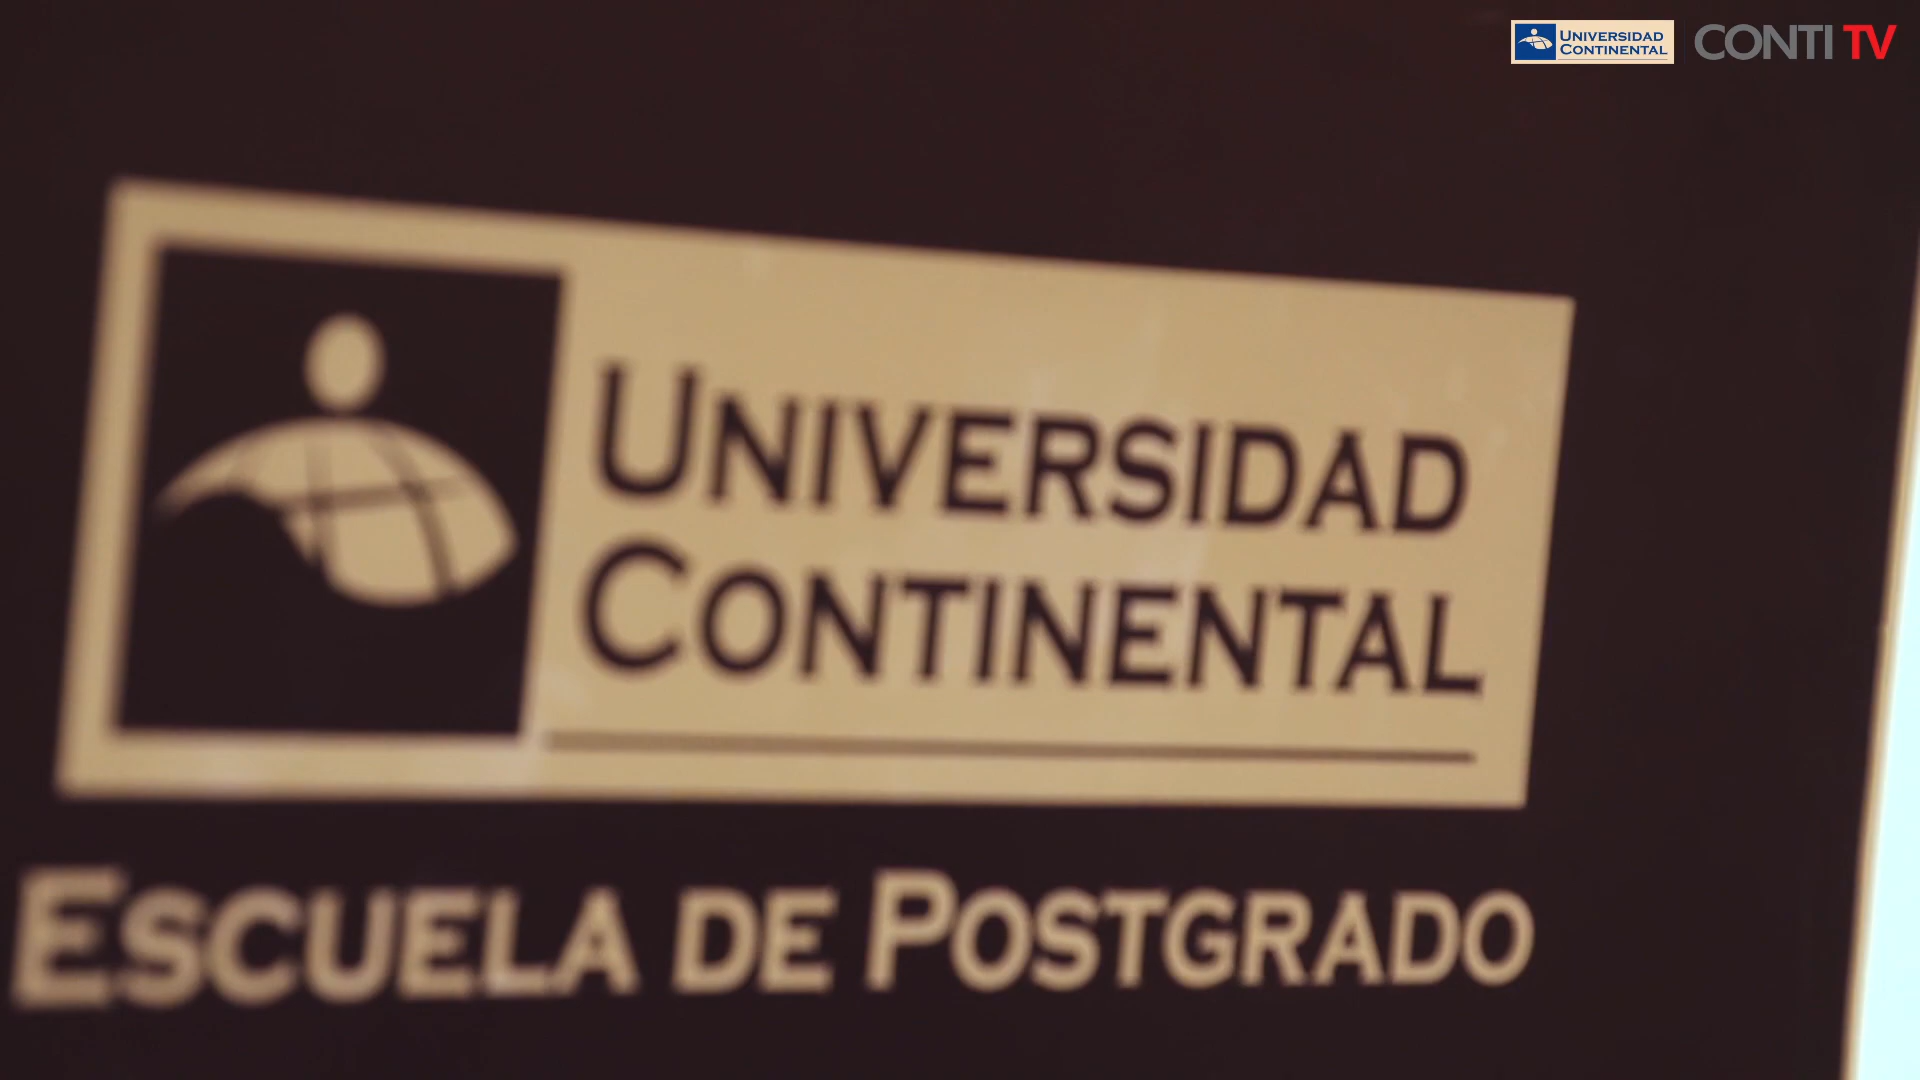 UNIVERSIDAD
CONTINENTAL
CONTI TV
UNIVERSIDAD
CONTINENTAL
ESCUELA DE POSTGRADO